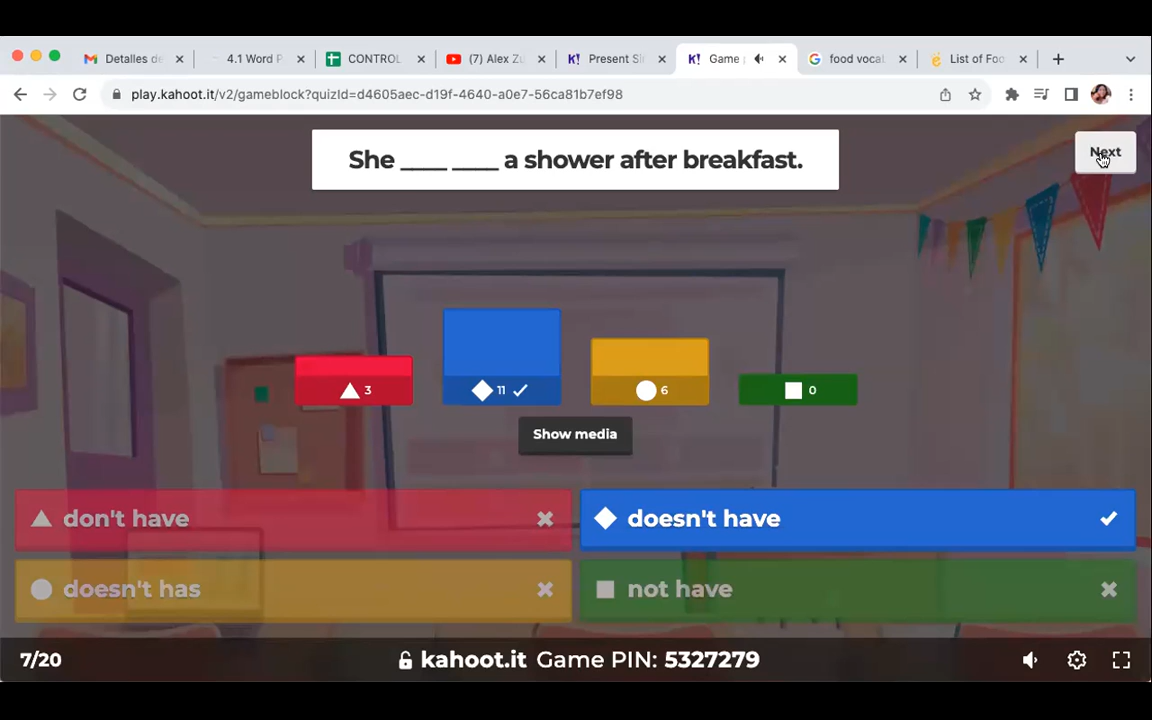 Detalles de
4.1 Word P
CONTROL
(7) Alex Zu
K! Present Si
K! Game
food vocal
List of Foo
play.kahoot.it/v2/gameblock?quizId=d4605aec-d19f-4640-a0e7-56ca81b7ef98
She ____ ____ a shower after breakfast.
Next
3
11
6
0
Show media
don't have
doesn't have
doesn't has
not have
7/20
kahoot.it Game PIN: 5327279